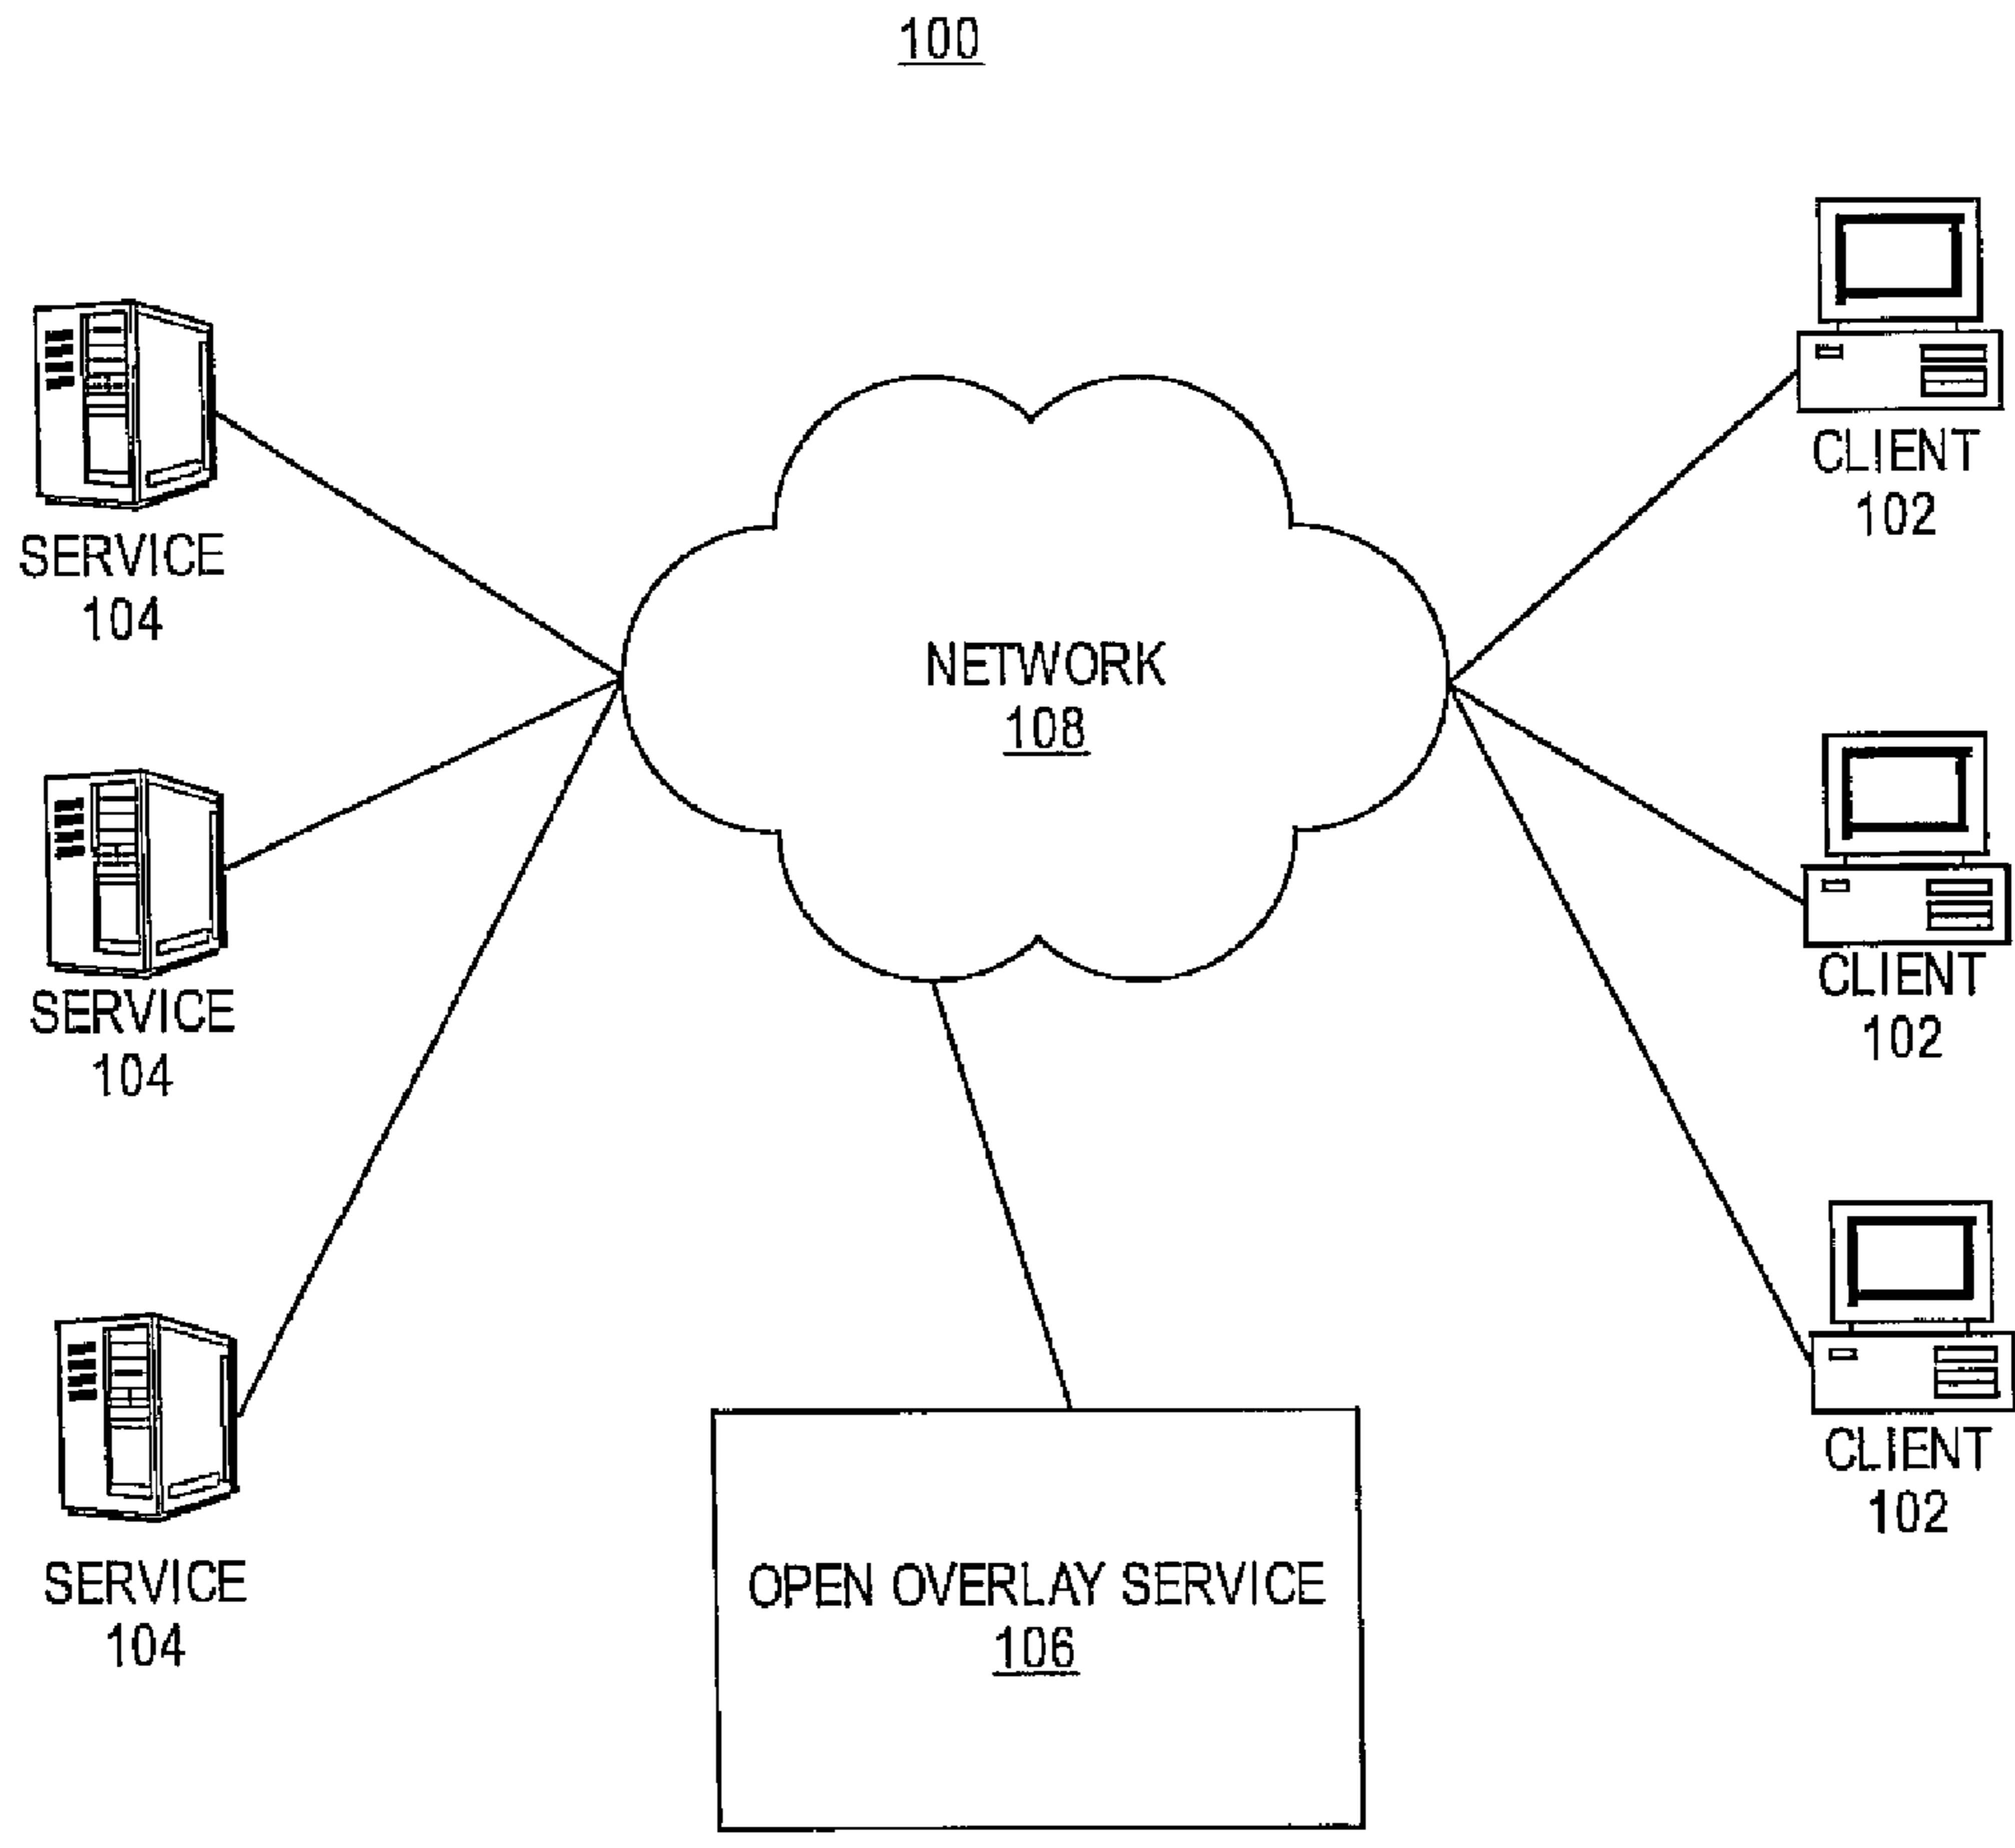 100
SERVICE
104
SERVICE
104
SERVICE
104
NETWORK
108
OPEN OVERLAY SERVICE
106
CLIENT
102
CLIENT
102
CLIENT
102